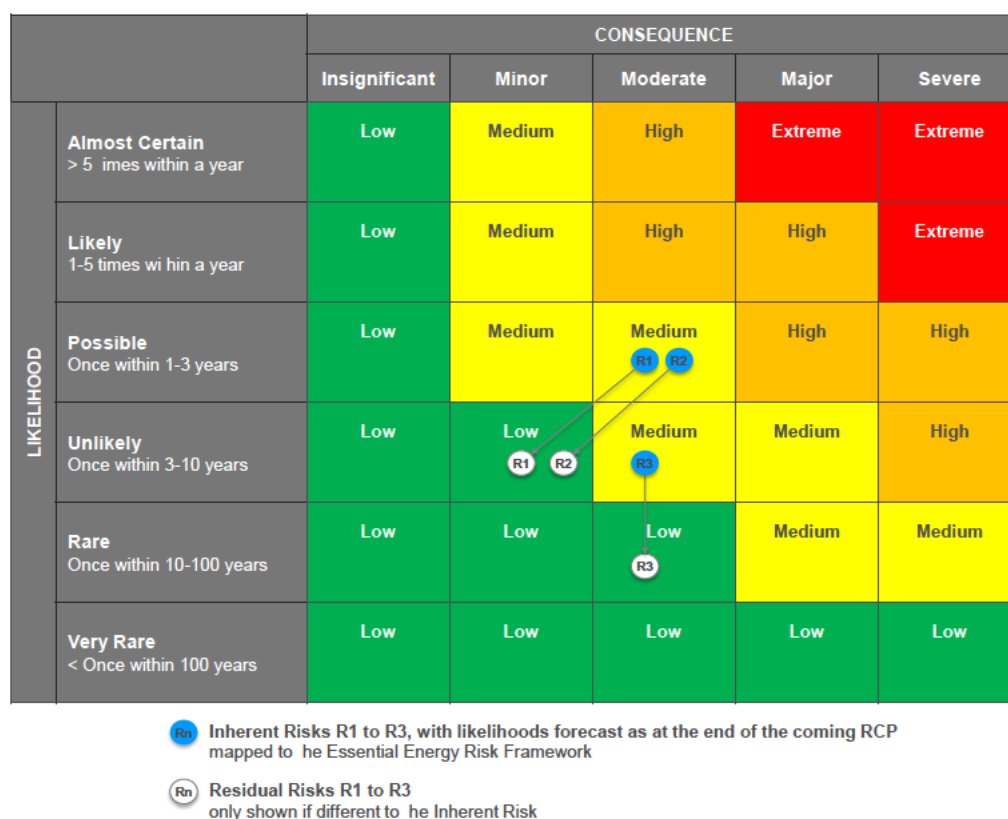 CONSEQUENCE
Insignificant Minor Moderate Major Severe
LIKELIHOOD
Almost Certain Low Medium High Extreme Extreme
> 5 imes within a year
Likely Low Medium High High Extreme
1-5 times wi hin a year
Possible Low Medium Medium High High
Once within 1-3 years R1 R2
Unlikely Low Low Medium Medium High
Once within 3-10 years R1 R2 R3
Rare Low Low Low Medium Medium
Once within 10-100 years R3
Very Rare Low Low Low Low Low
< Once within 100 years
Rn Inherent Risks R1 to R3, with likelihoods forecast as at the end of the coming RCP
mapped to he Essential Energy Risk Framework
Rn Residual Risks R1 to R3
only shown if different to he Inherent Risk